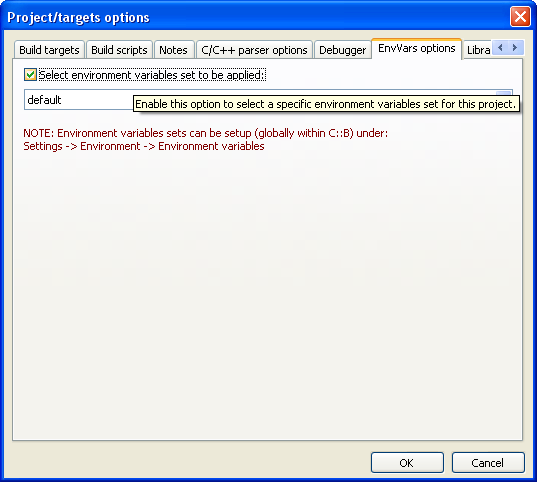 Project/targets options
Build targets Build scripts Notes C/C++ parser options Debugger EnvVars options Libra
Select environment variables set to be applied:
default
Enable this option to select a specific environment variables set for this project.
NOTE: Environment variables sets can be setup (globally within C::B) under:
Settings -> Environment -> Environment variables
OK Cancel